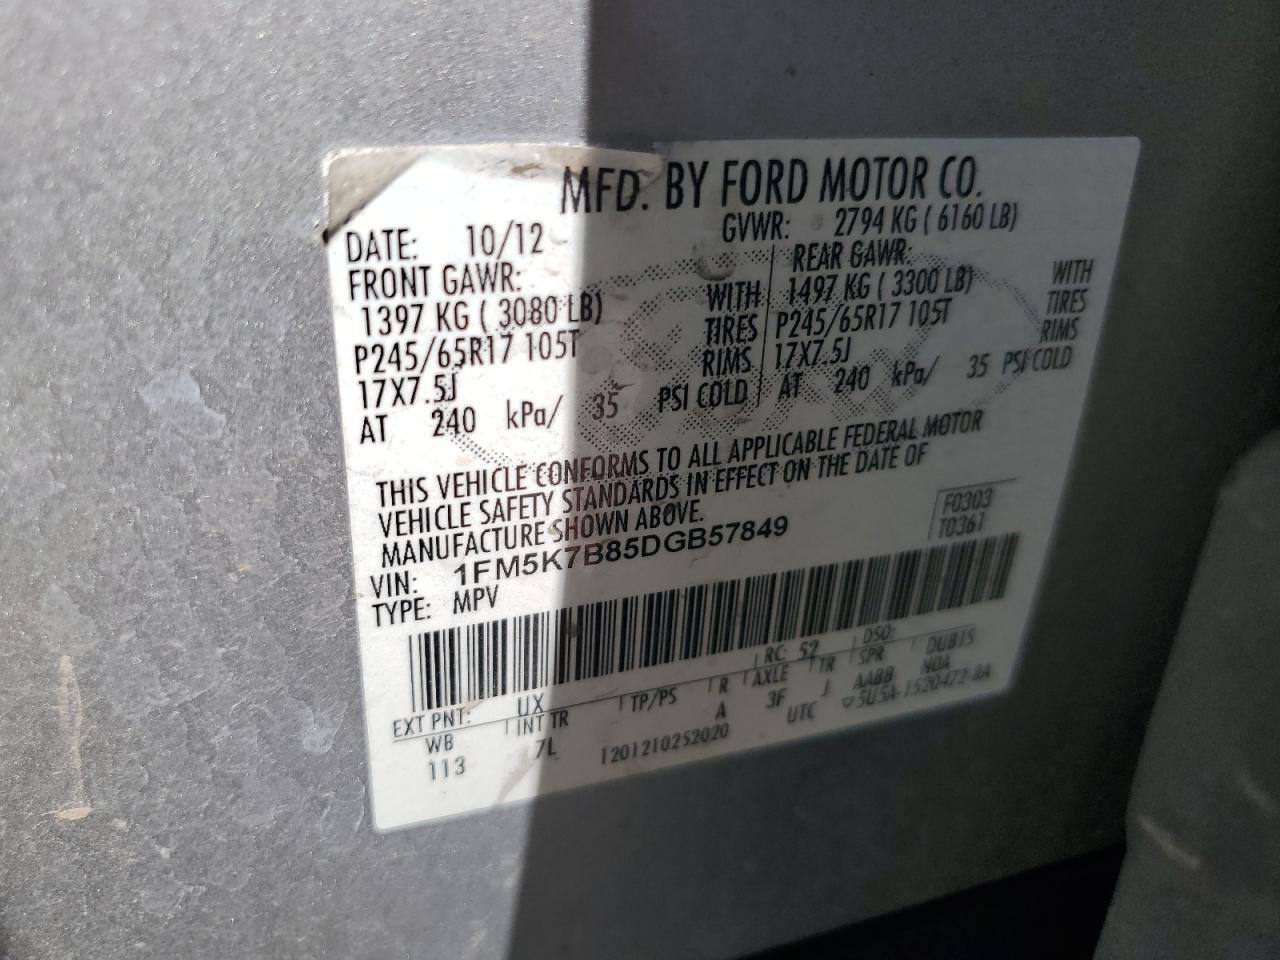 MFD. BY FORD MOTOR CO.
DATE: 10/12 GVWR: 2794 KG ( 6160 LB)
FRONT GAWR: REAR GAWR:
1397 KG ( 3080 LB) WITH 1497 KG ( 3300 LB) WITH
P245/65R17 105T TIRES P245/65R17 105T TIRES
17X7.5J RIMS 17X7.5J RIMS
AT 240 kPa/ 35 PSI COLD AT 240 kPa/ 35 PSI COLD
THIS VEHICLE CONFORMS TO ALL APPLICABLE FEDERAL MOTOR
VEHICLE SAFETY STANDARDS IN EFFECT ON THE DATE OF
MANUFACTURE SHOWN ABOVE.
F0303
T0361
VIN: 1FM5K7B85DGB57849
TYPE: MPV
EXT PNT: UX RC: 52 DSO:
WB INT TR TP/PS R AXLE TR SPR DUBIS
113 7L A 3F J AABB N0A
1201210252020 UTC ▽5U5A-1520472-BA